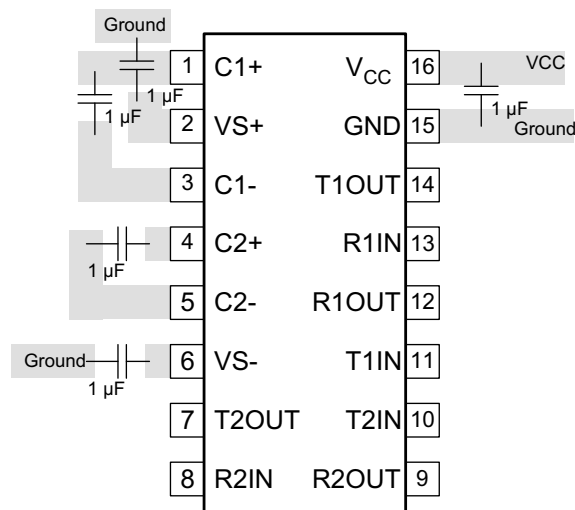 Ground
1 C1+ VCC 16 VCC
1 µF
1 µF 1 µF
2 VS+ GND 15 Ground
3 C1- T1OUT 14
4 C2+ R1IN 13
1 µF
5 C2- R1OUT 12
Ground 6 VS- T1IN 11
1 µF
7 T2OUT T2IN 10
8 R2IN R2OUT 9